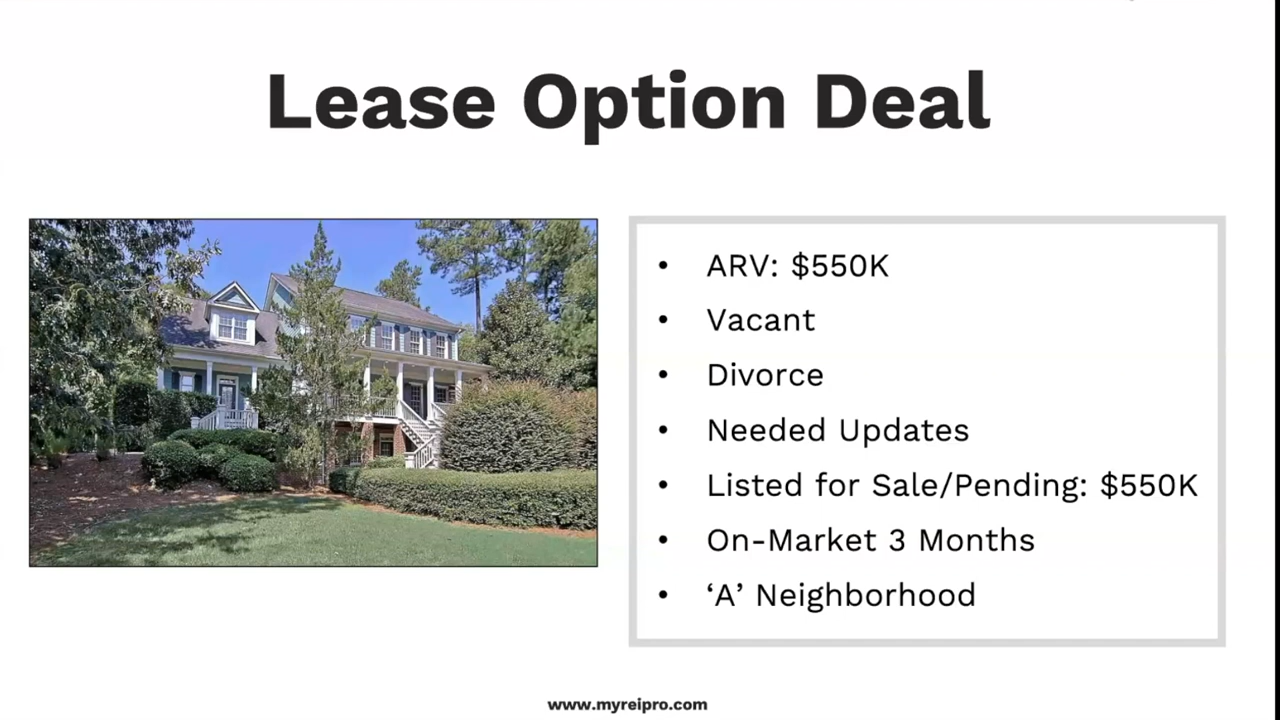 Lease Option Deal
• ARV: $550K
• Vacant
• Divorce
• Needed Updates
• Listed for Sale/Pending: $550K
• On-Market 3 Months
• ‘A’ Neighborhood
www.myreipro.com